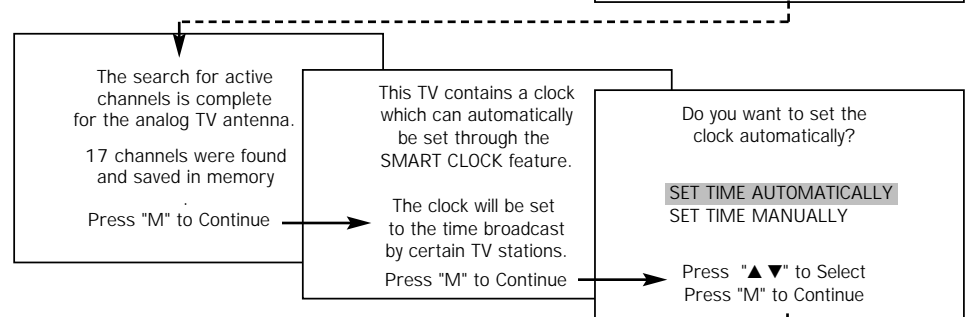 The search for active
channels is complete
for the analog TV antenna.
17 channels were found
and saved in memory
.
Press "M" to Continue
This TV contains a clock
which can automatically
be set through the
SMART CLOCK feature.
The clock will be set
to the time broadcast
by certain TV stations.
Press "M" to Continue
Do you want to set the
clock automatically?
SET TIME AUTOMATICALLY
SET TIME MANUALLY
Press "▲ ▼" to Select
Press "M" to Continue